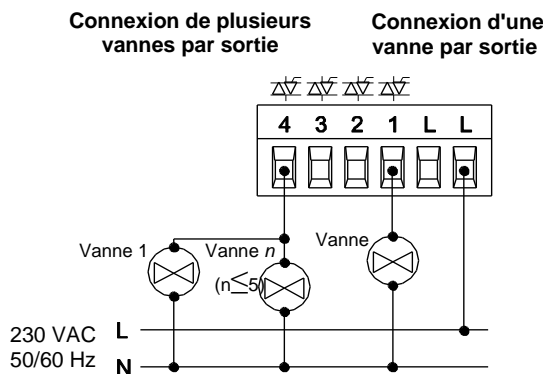 Connexion de plusieurs
vannes par sortie
Connexion d'une
vanne par sortie
4 3 2 1 L L
Vanne 1
Vanne n
(n≤5)
Vanne
230 VAC L
50/60 Hz N